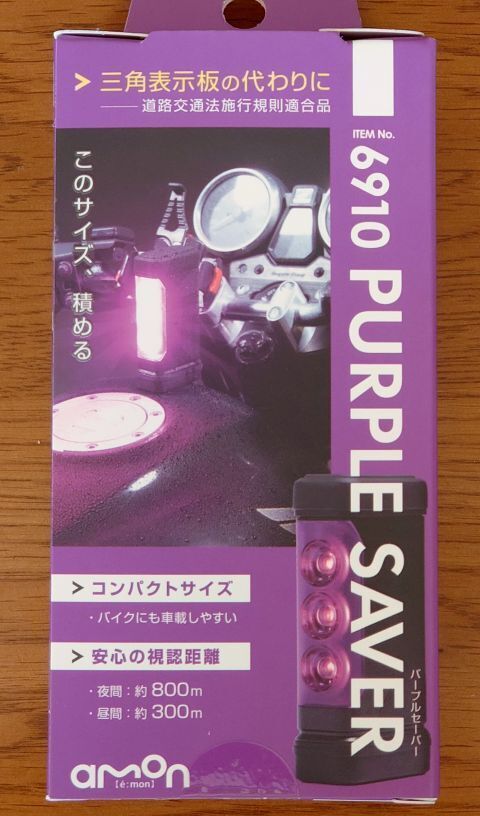 > 三角表示板の代わりに
道路交通法施行規則適合品
ITEM No.
6910 PURPLE SAVER
パープルセーバー
このサイズ、積める
> コンパクトサイズ
・バイクにも車載しやすい
> 安心の視認距離
・夜間：約800m
・昼間：約300m
amon
【é:mon】